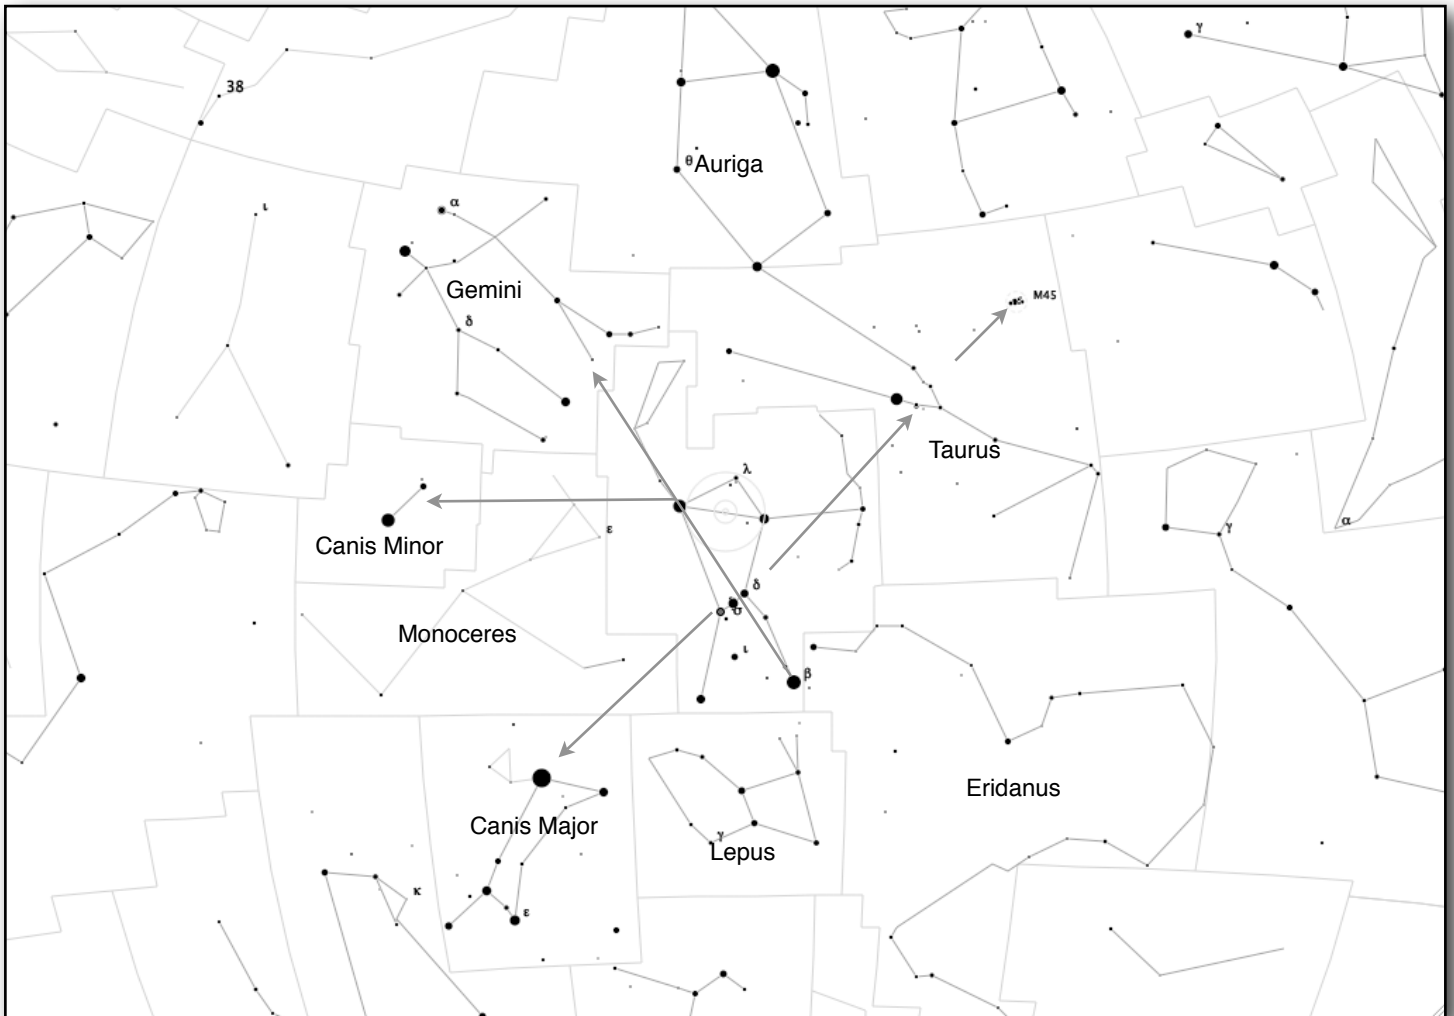 γ
38
θ Auriga
ι
α
Gemini
M45
δ
Taurus
λ
α
γ
ε
Canis Minor
δ
Monoceres
ι
β
Eridanus
Canis Major
γ
Lepus
κ
ε